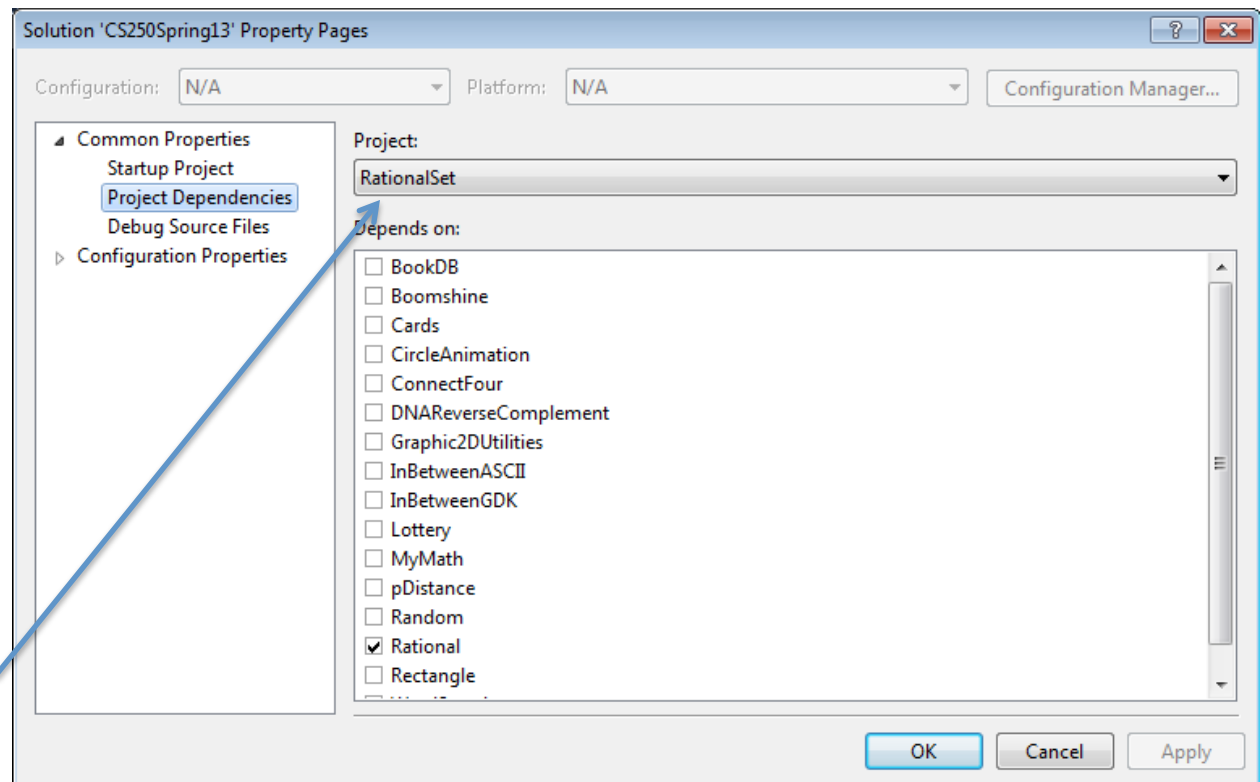 Solution 'CS250Spring13' Property Pages
Configuration: N/A Platform: N/A Configuration Manager...
Common Properties
Startup Project
Project Dependencies
Debug Source Files
Configuration Properties
Project:
RationalSet
Depends on:
BookDB
Boomshine
Cards
CircleAnimation
ConnectFour
DNAReverseComplement
Graphic2DUtilities
InBetweenASCII
InBetweenGDK
Lottery
MyMath
pDistance
Random
Rational
Rectangle
OK Cancel Apply